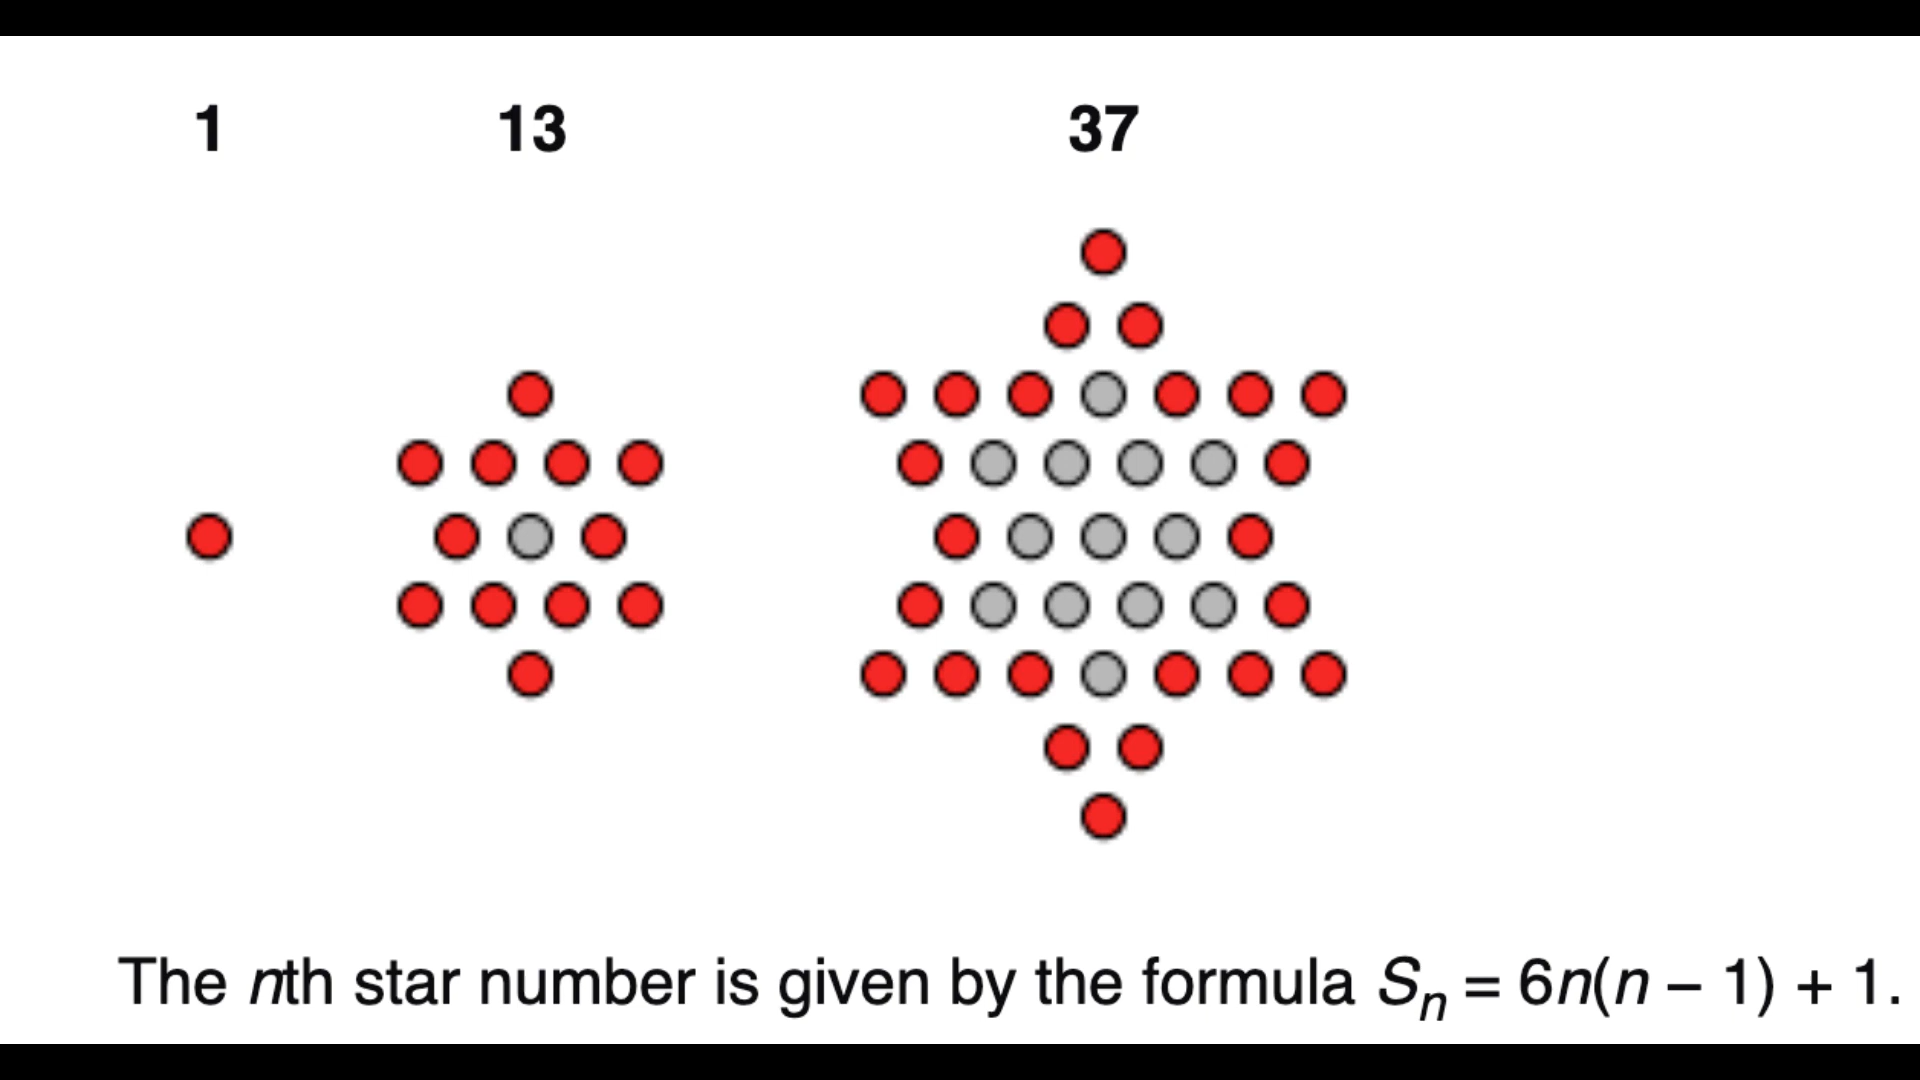 1 13 37
The nth star number is given by the formula Sn = 6n(n – 1) + 1.